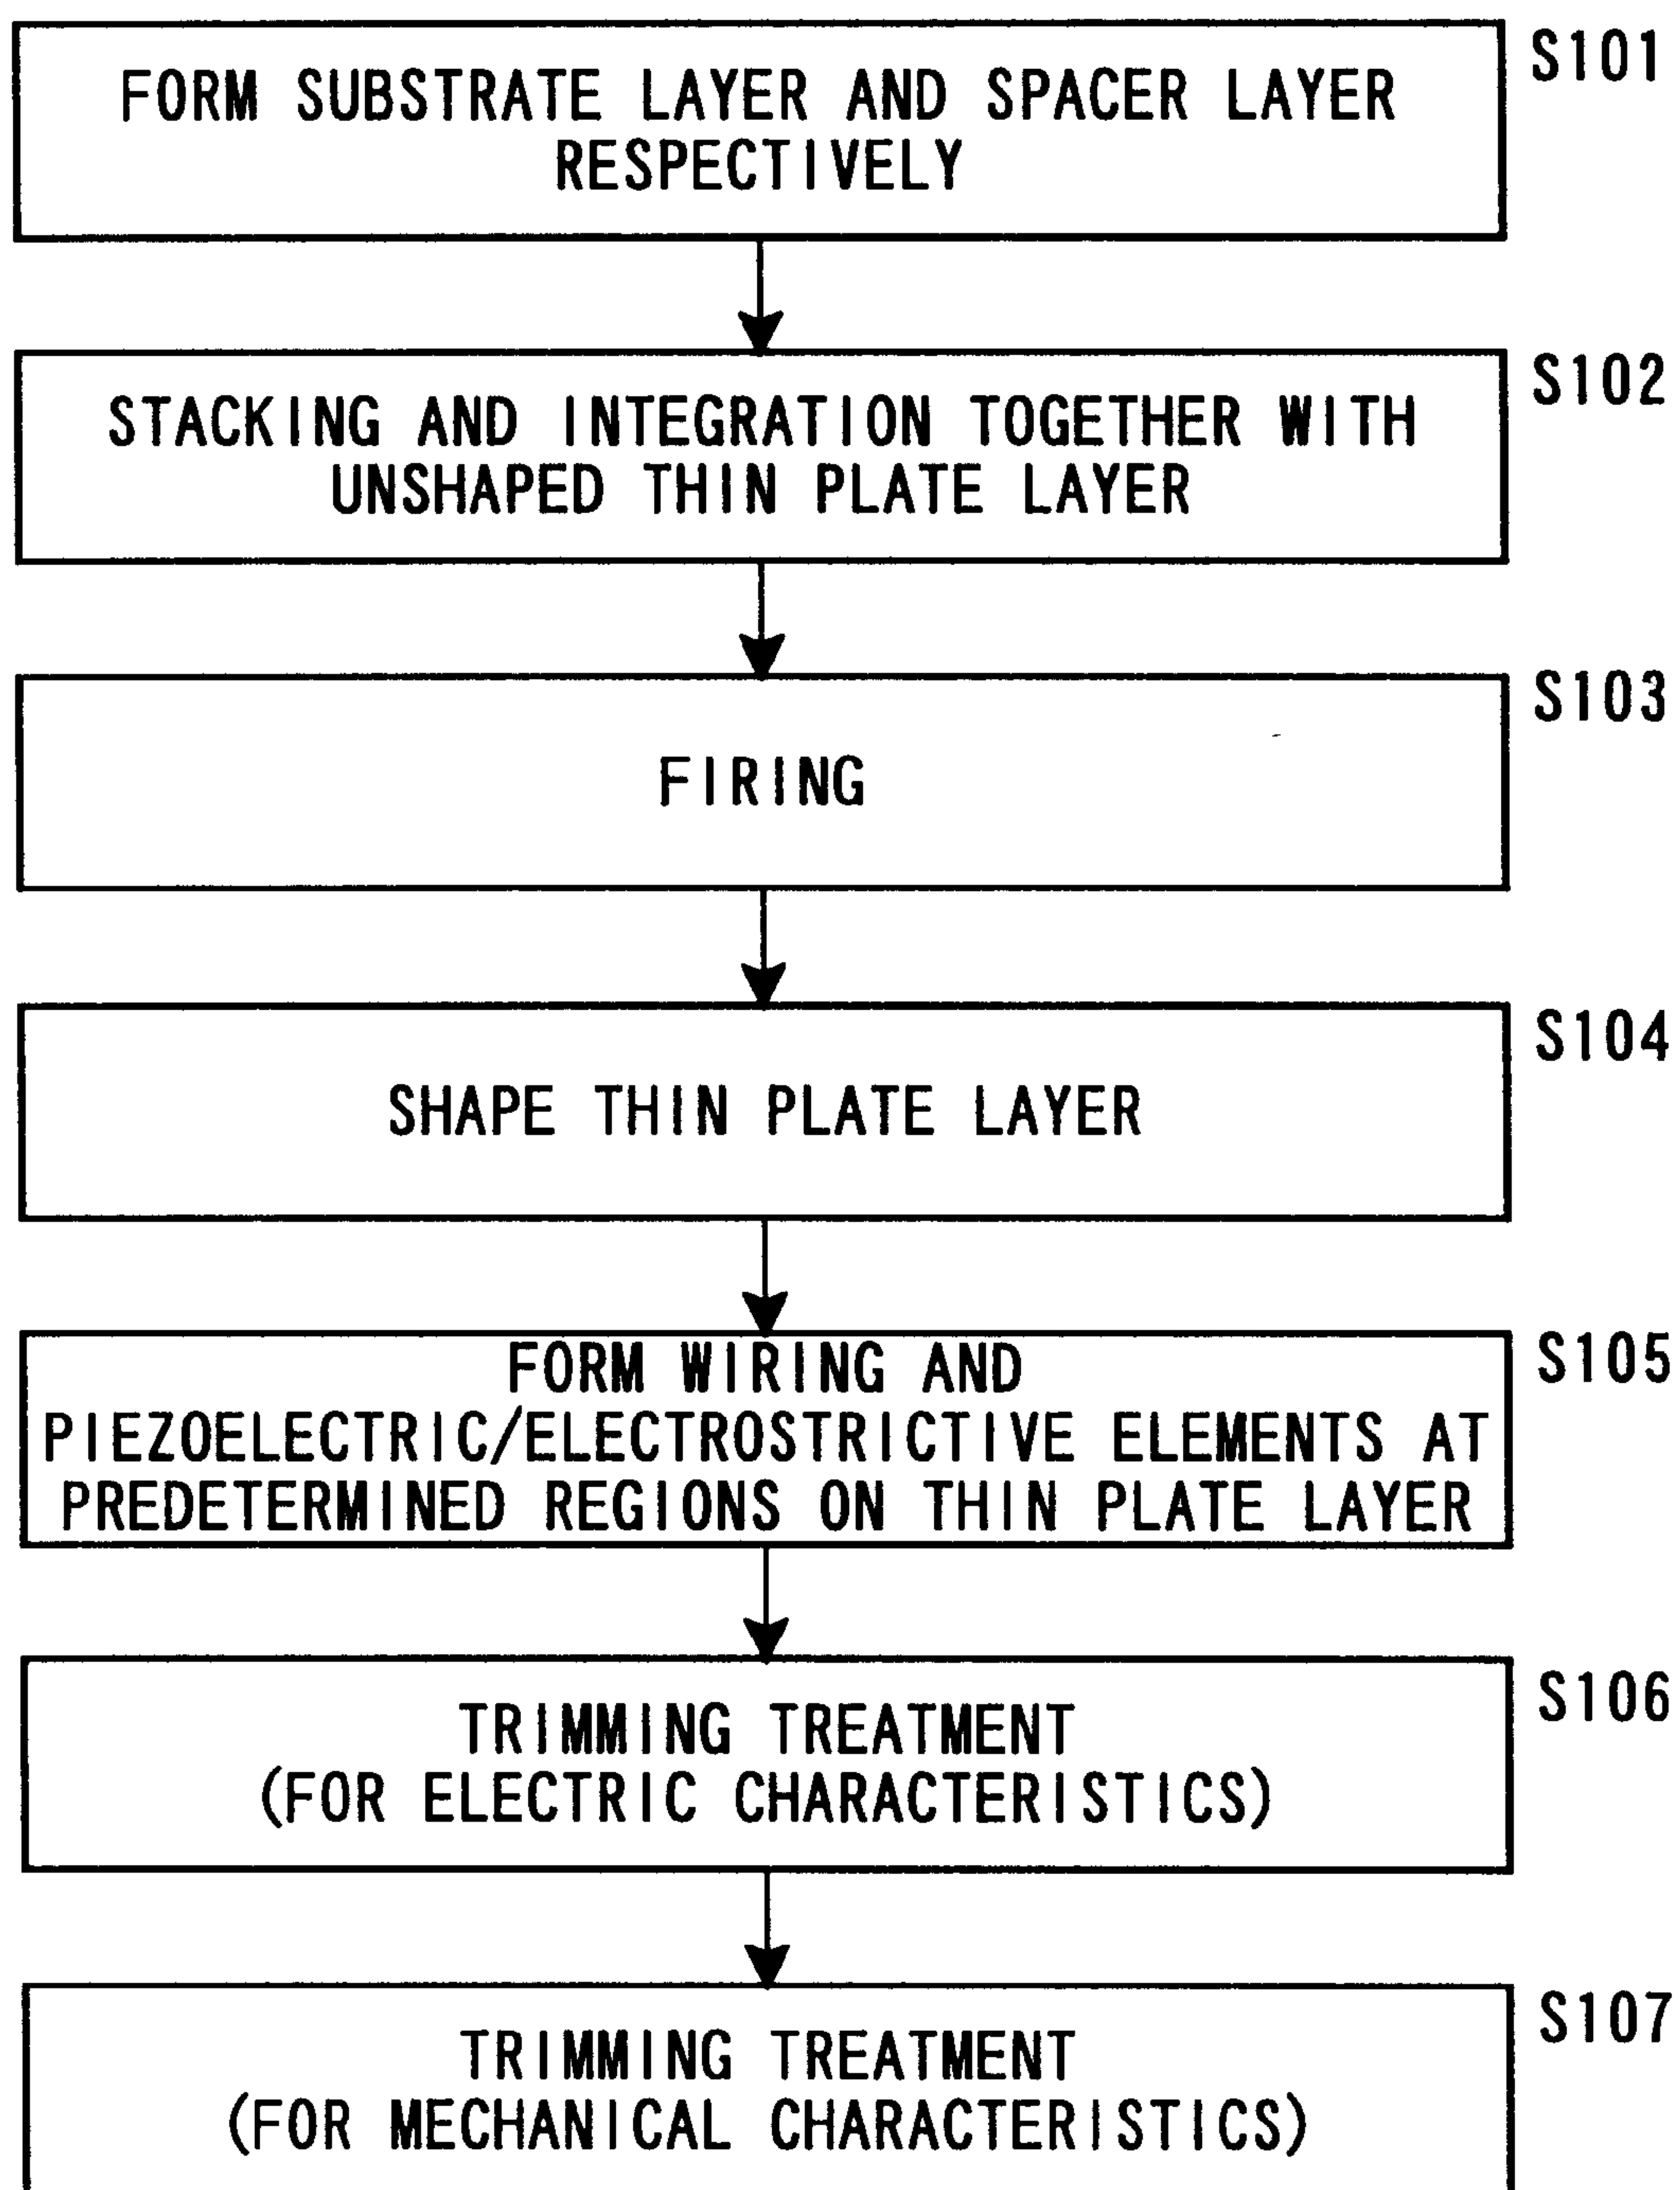 FORM SUBSTRATE LAYER AND SPACER LAYER
RESPECTIVELY
S101
STACKING AND INTEGRATION TOGETHER WITH
UNSHAPED THIN PLATE LAYER
S102
FIRING
S103
SHAPE THIN PLATE LAYER
S104
FORM WIRING AND
PIEZOELECTRIC/ELECTROSTRICTIVE ELEMENTS AT
PREDETERMINED REGIONS ON THIN PLATE LAYER
S105
TRIMMING TREATMENT
(FOR ELECTRIC CHARACTERISTICS)
S106
TRIMMING TREATMENT
(FOR MECHANICAL CHARACTERISTICS)
S107